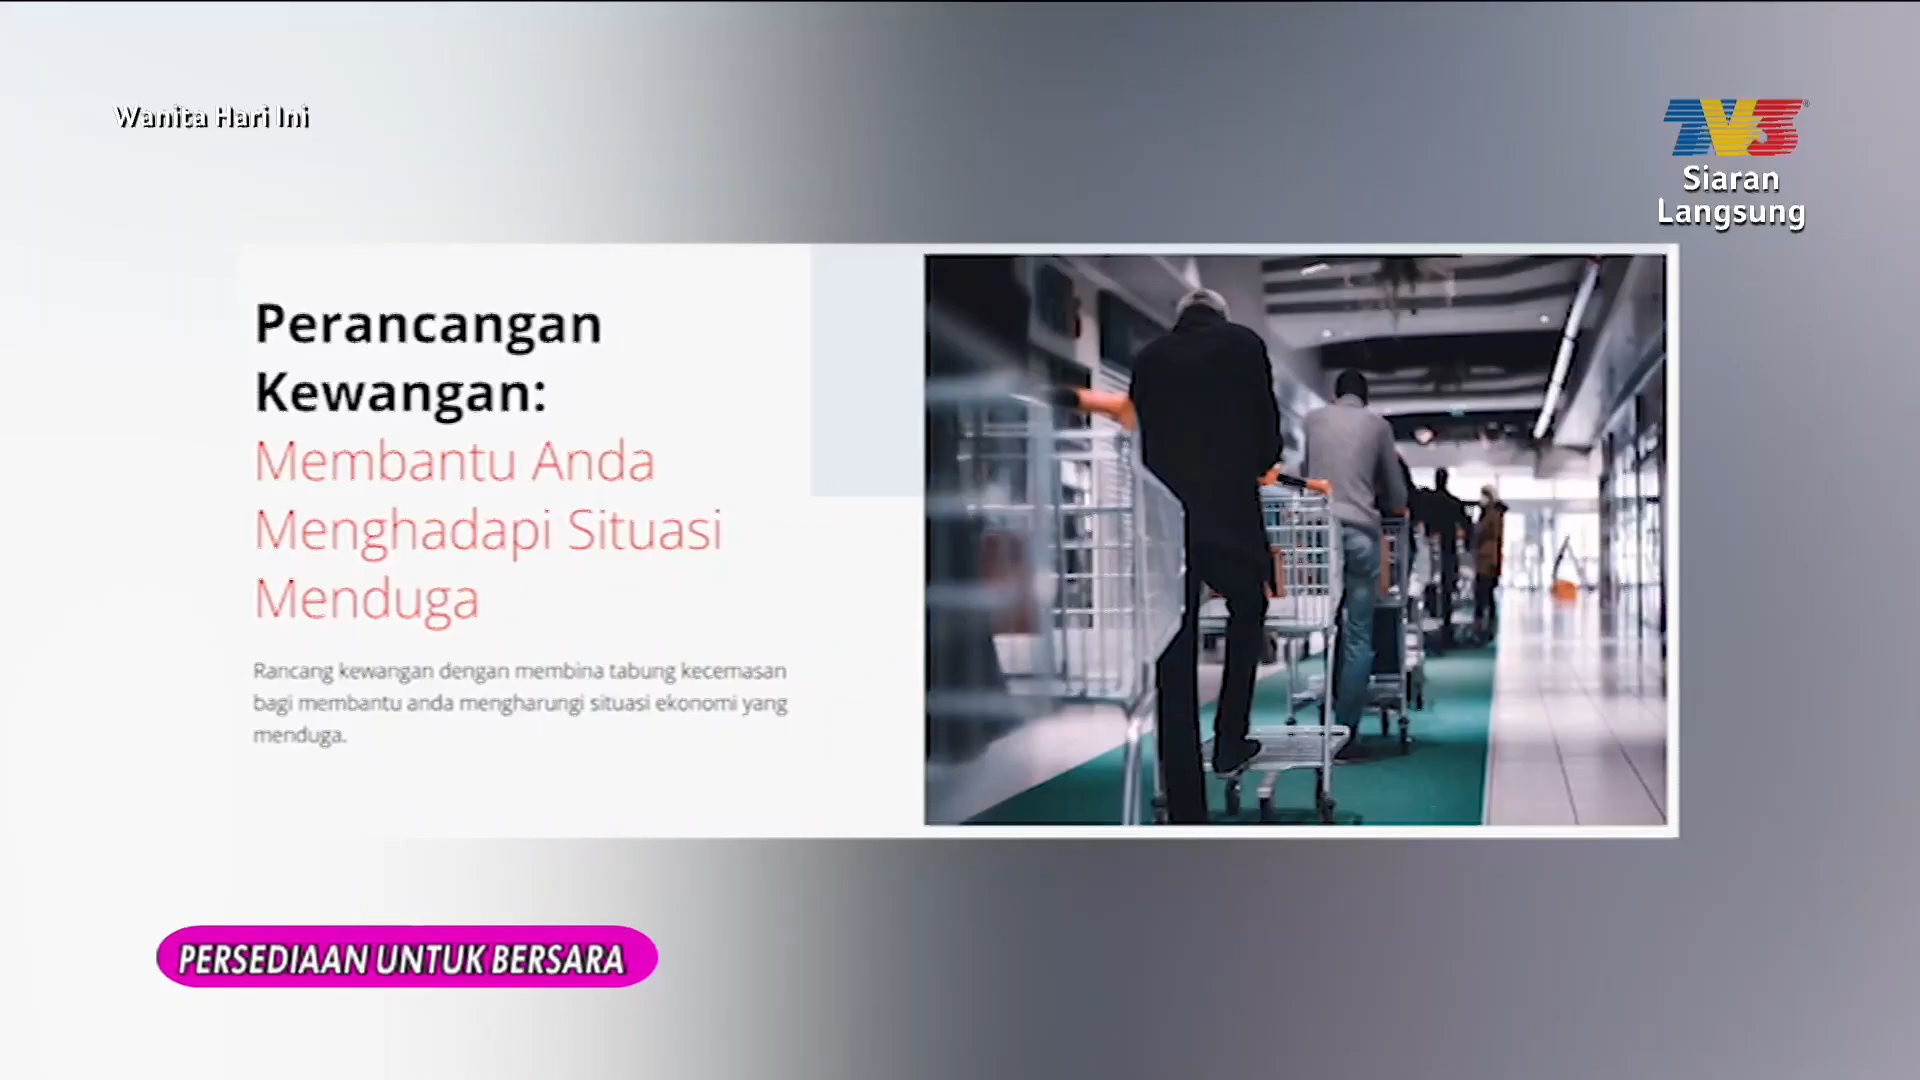 Wanita Hari Ini
TV3
Siaran
Langsung
Perancangan
Kewangan:
Membantu Anda
Menghadapi Situasi
Menduga
Rancang kewangan dengan membina tabung kecemasan
bagi membantu anda mengharungi situasi ekonomi yang
menduga.
PERSEDIAAN UNTUK BERSARA